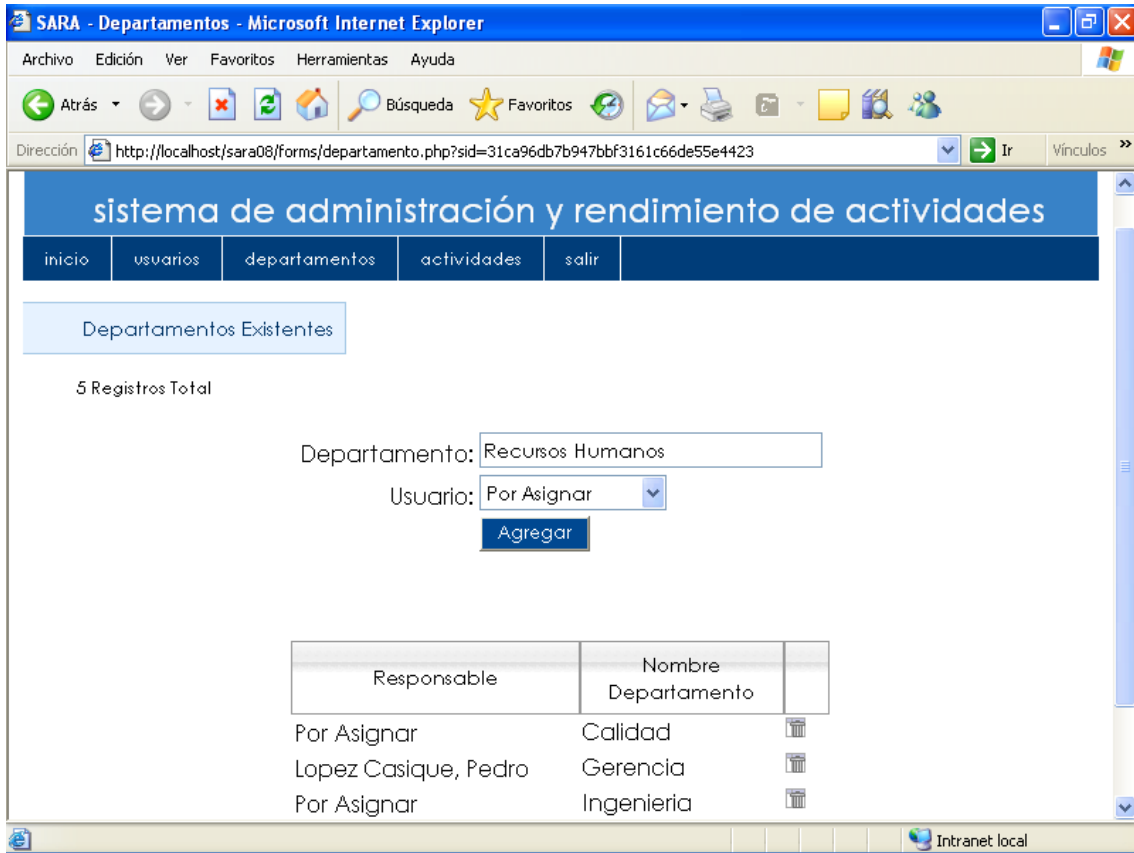 SARA - Departamentos - Microsoft Internet Explorer
Archivo Edición Ver Favoritos Herramientas Ayuda
Atrás Búsqueda Favoritos
Dirección http://localhost/sara08/forms/departamento.php?sid=31ca96db7b947bbf3161c66de55e4423 Ir Vínculos »
sistema de administración y rendimiento de actividades
inicio usuarios departamentos actividades salir
Departamentos Existentes
5 Registros Total
Departamento: Recursos Humanos
Usuario: Por Asignar
Agregar
Responsable Nombre Departamento
Por Asignar Calidad
Lopez Casique, Pedro Gerencia
Por Asignar Ingenieria
Intranet local